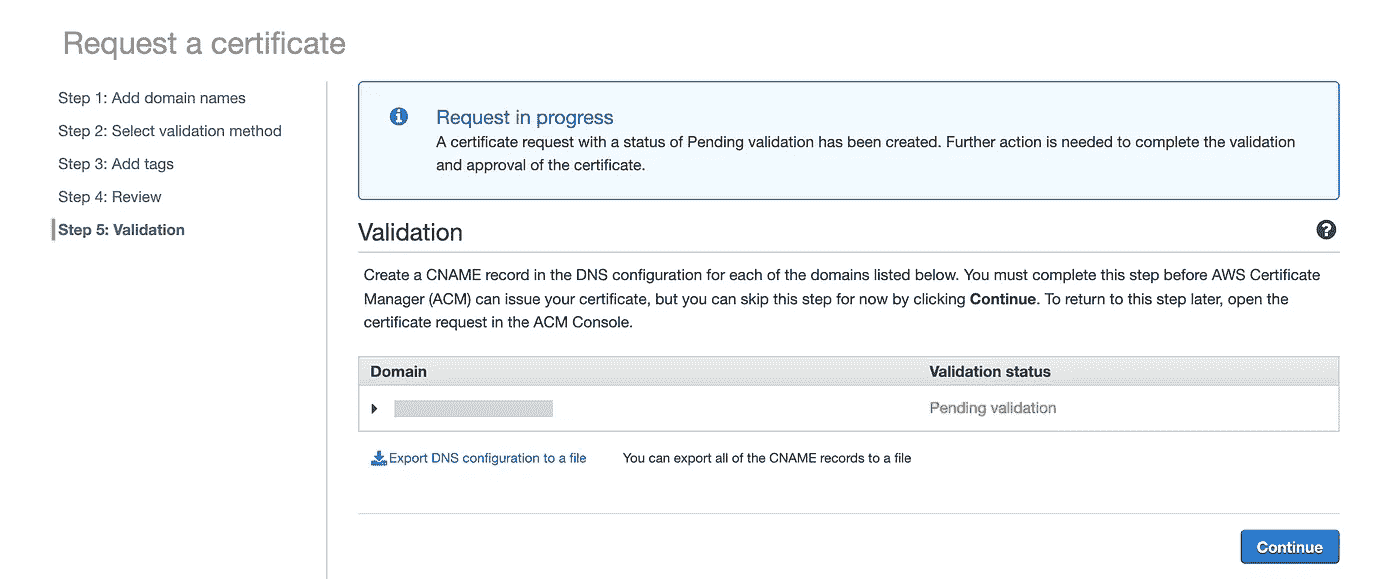 Request a certificate
Step 1: Add domain names
Step 2: Select validation method
Step 3: Add tags
Step 4: Review
Step 5: Validation
Request in progress
A certificate request with a status of Pending validation has been created. Further action is needed to complete the validation
and approval of the certificate.
Validation
Create a CNAME record in the DNS configuration for each of the domains listed below. You must complete this step before AWS Certificate
Manager (ACM) can issue your certificate, but you can skip this step for now by clicking Continue. To return to this step later, open the
certificate request in the ACM Console.
Domain Validation status
Pending validation
Export DNS configuration to a file You can export all of the CNAME records to a file
Continue